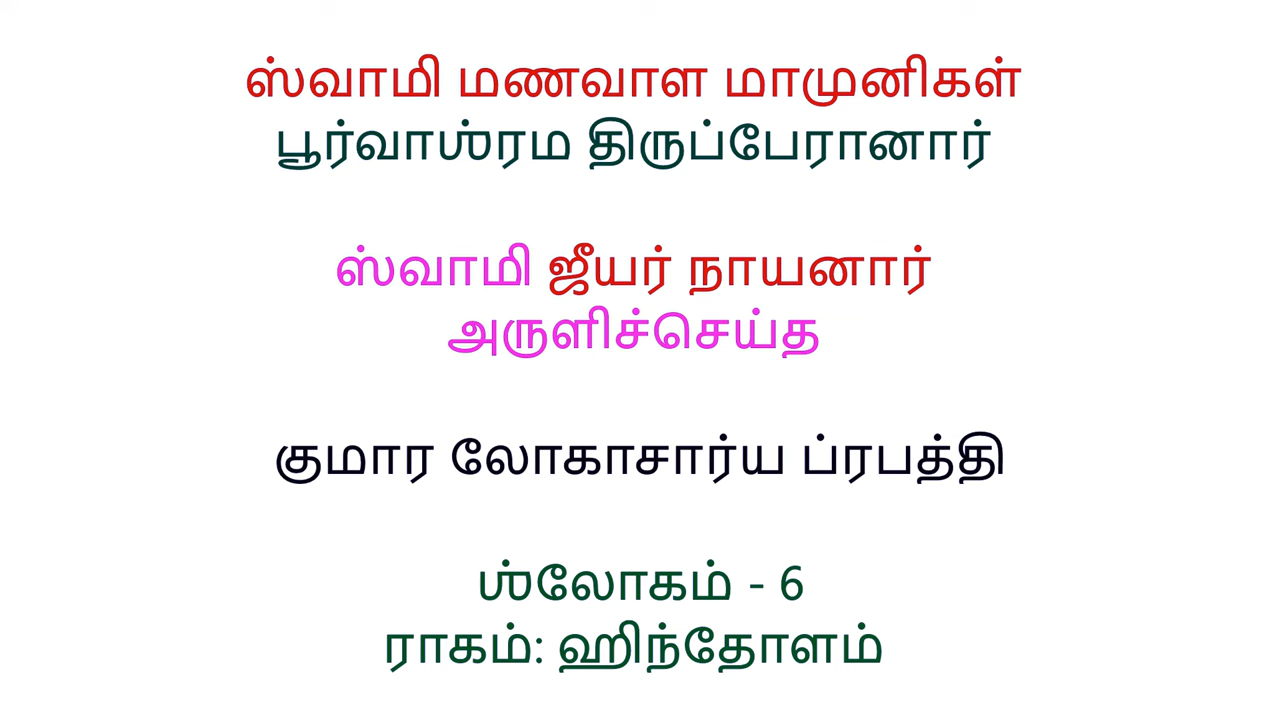 ஸ்வாமி மணவாள மாமுனிகள்
பூர்வாஶ்ரம திருப்பேரானார்
ஸ்வாமி ஜீயர் நாயனார்
அருளிச்செய்த
குமார லோகாசார்ய ப்ரபத்தி
ஶ்லோகம் - 6
ராகம்: ஹிந்தோளம்